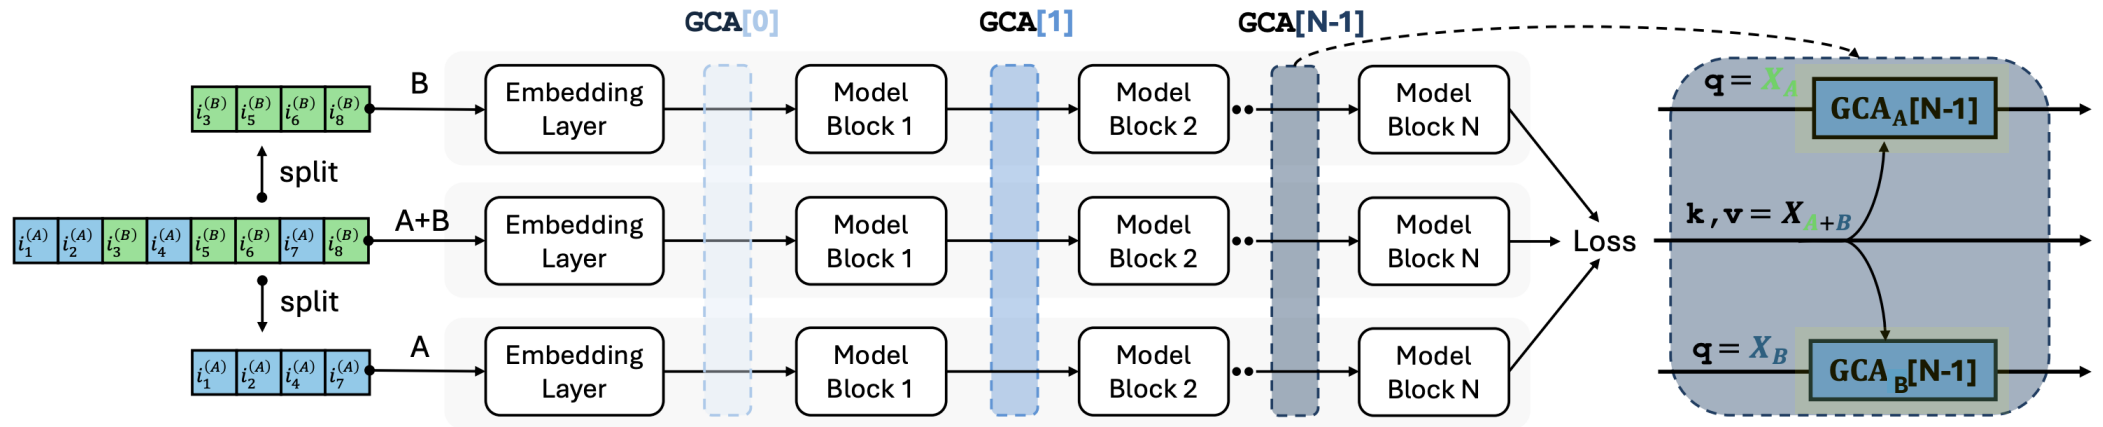 GCA[0] GCA[1] GCA[N-1]
i_3^{(B)} i_5^{(B)} i_6^{(B)} i_8^{(B)} B Embedding Layer Model Block 1 Model Block 2 Model Block N q = X_A GCA_A[N-1]
split
i_1^{(A)} i_2^{(A)} i_3^{(B)} i_4^{(A)} i_5^{(B)} i_6^{(B)} i_7^{(A)} i_8^{(B)} A+B Embedding Layer Model Block 1 Model Block 2 Model Block N Loss k,v = X_{A+B}
split
i_1^{(A)} i_2^{(A)} i_4^{(A)} i_7^{(A)} A Embedding Layer Model Block 1 Model Block 2 Model Block N q = X_B GCA_B[N-1]